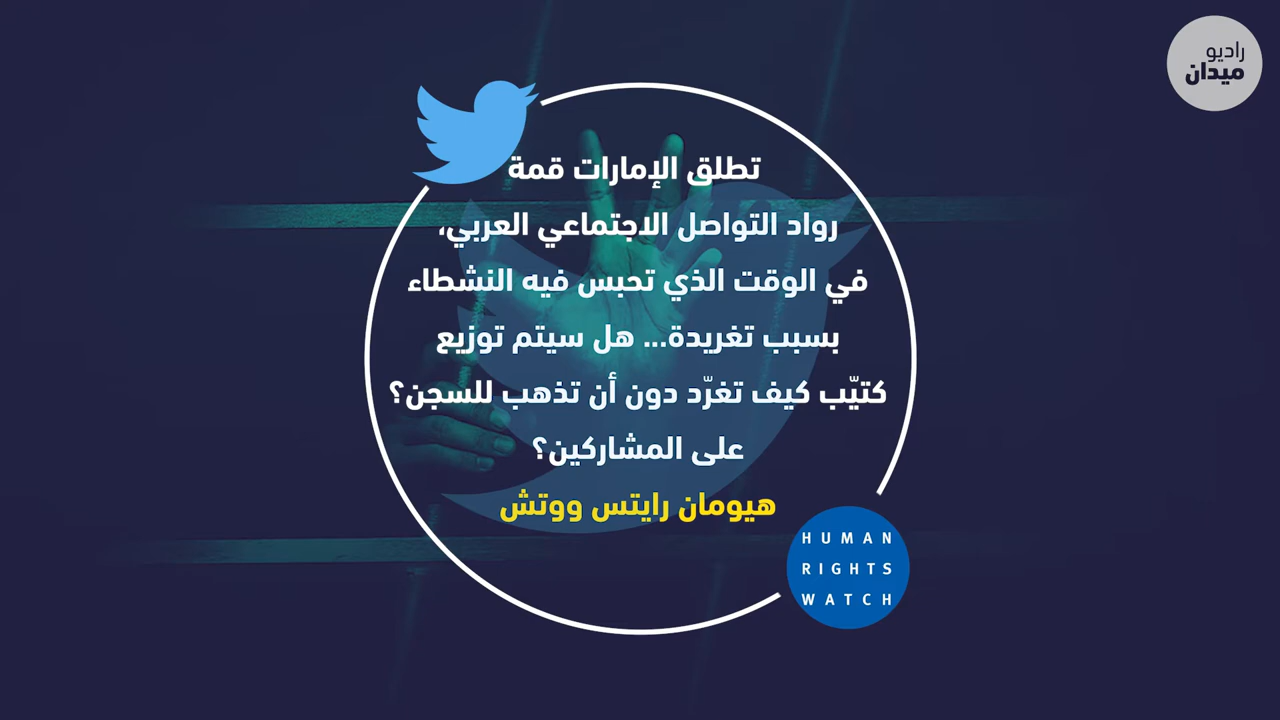 راديو
ميدان
تطلق الإمارات قمة
رواد التواصل الاجتماعي العربي،
في الوقت الذي تحبس فيه النشطاء
بسبب تغريدة... هل سيتم توزيع
كتيّب كيف تغرّد دون أن تذهب للسجن؟
على المشاركين؟
هيومان رايتس ووتش
HUMAN
RIGHTS
WATCH